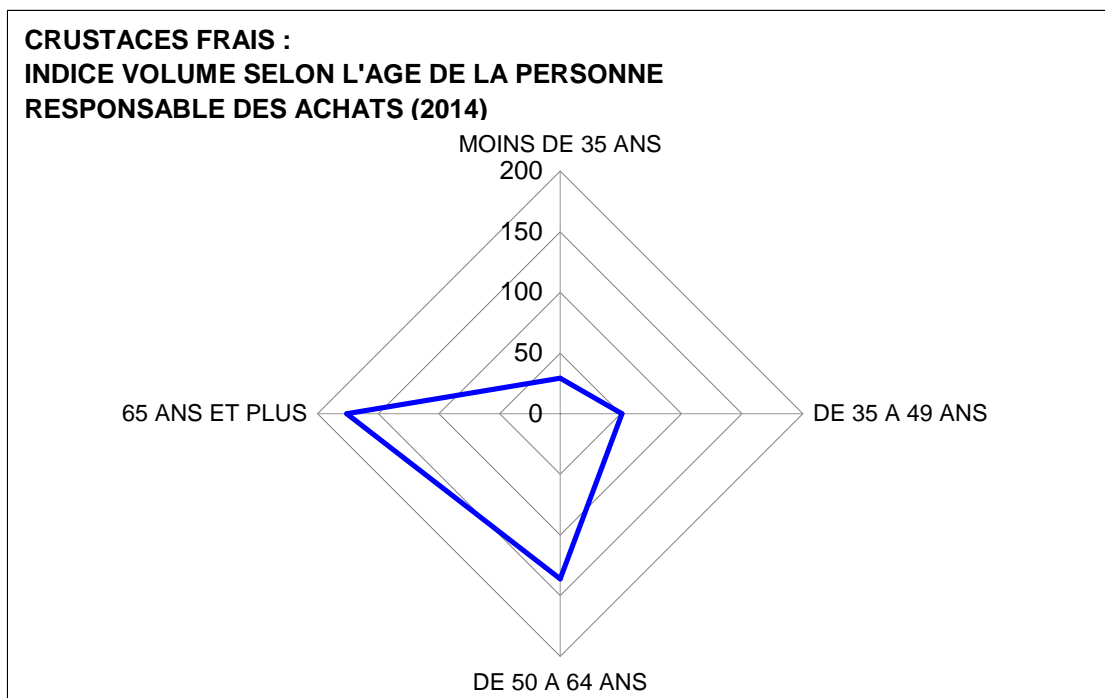 CRUSTACES FRAIS :
INDICE VOLUME SELON L'AGE DE LA PERSONNE
RESPONSABLE DES ACHATS (2014)
MOINS DE 35 ANS
200
150
100
50
0
65 ANS ET PLUS
DE 35 A 49 ANS
DE 50 A 64 ANS